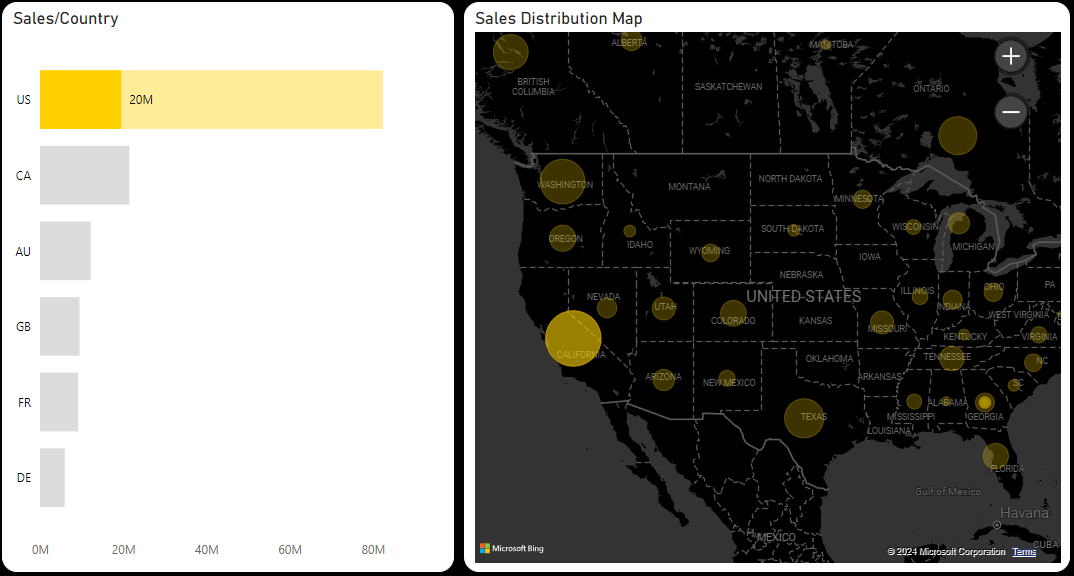 Sales/Country
US
20M
CA
AU
GB
FR
DE
0M 20M 40M 60M 80M
Sales Distribution Map
ALBERTA
MANITOBA
BRITISH
COLUMBIA
SASKATCHEWAN
ONTARIO
WASHINGTON
MONTANA
NORTH DAKOTA
MINNESOTA
OREGON
IDAHO
SOUTH DAKOTA
WISCONSIN
WYOMING
MICHIGAN
IOWA
NEBRASKA
NEVADA
UTAH
UNITED STATES
ILLINOIS
INDIANA
OHIO
PA
COLORADO
KANSAS
MISSOURI
WEST VIRGINIA
KENTUCKY
VIRGINIA
CALIFORNIA
OKLAHOMA
TENNESSEE
NC
ARIZONA
NEW MEXICO
ARKANSAS
SC
TEXAS
MISSISSIPPI
ALABAMA
GEORGIA
LOUISIANA
FLORIDA
Gulf of Mexico
Havana
MEXICO
CUBA
Microsoft Bing
© 2024 Microsoft Corporation Terms